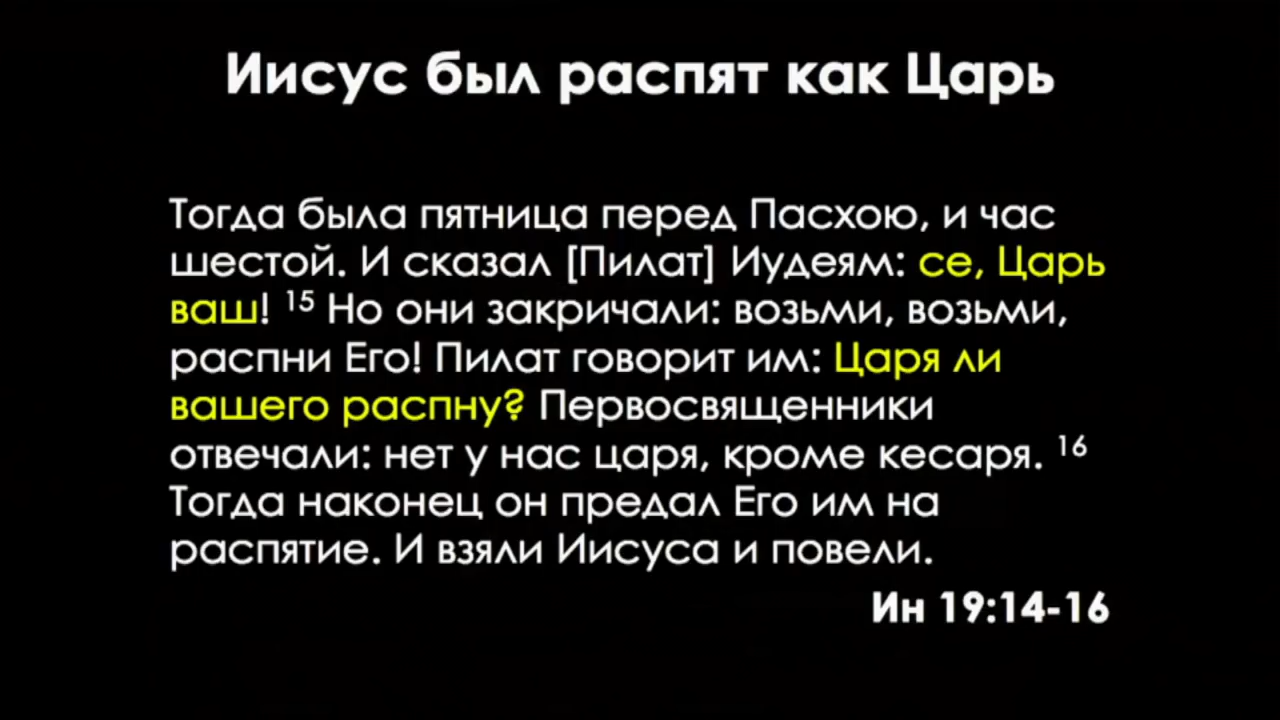 Иисус был распят как Царь
Тогда была пятница перед Пасхою, и час
шестой. И сказал [Пилат] Иудеям: се, Царь
ваш! ¹⁵ Но они закричали: возьми, возьми,
распни Его! Пилат говорит им: Царя ли
вашего распну? Первосвященники
отвечали: нет у нас царя, кроме кесаря. ¹⁶
Тогда наконец он предал Его им на
распятие. И взяли Иисуса и повели.
Ин 19:14-16